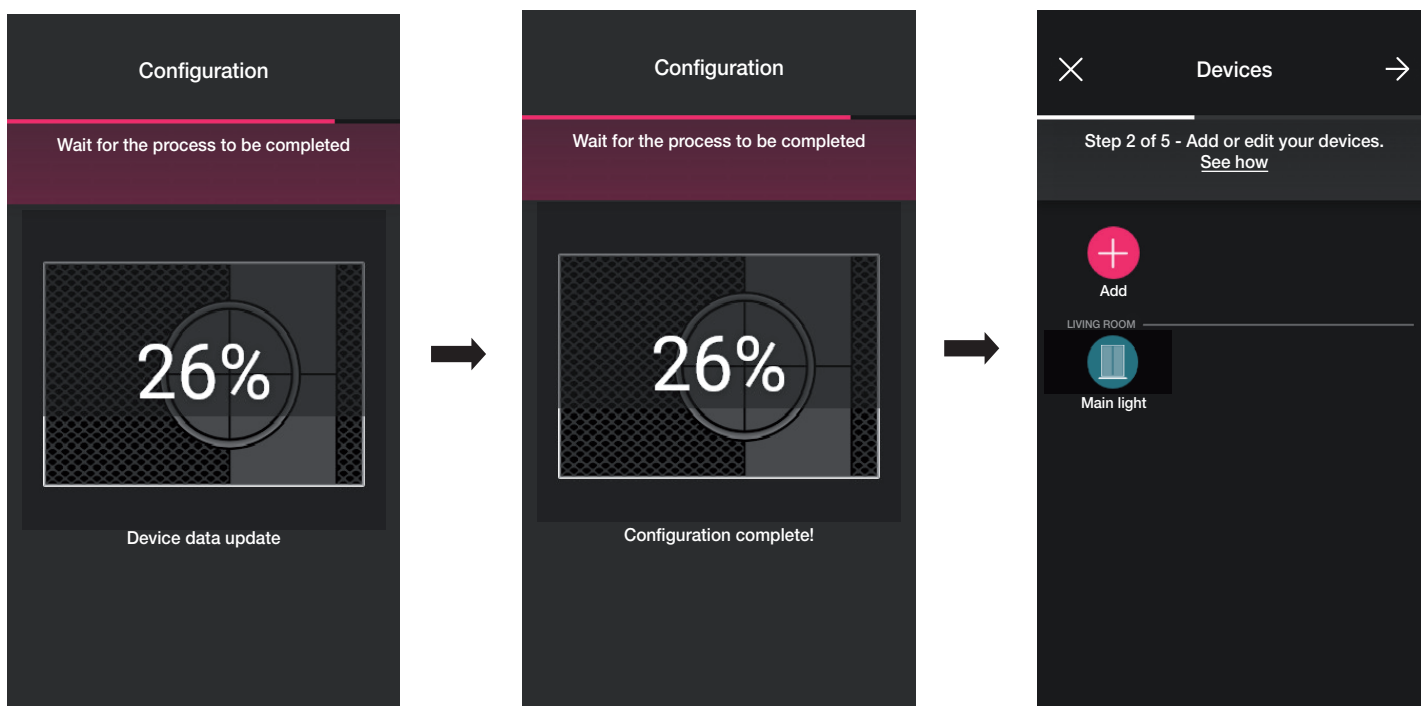 Configuration
Wait for the process to be completed
26%
Device data update
Configuration
Wait for the process to be completed
26%
Configuration complete!
Devices
Step 2 of 5 - Add or edit your devices.
See how
Add
LIVING ROOM
Main light